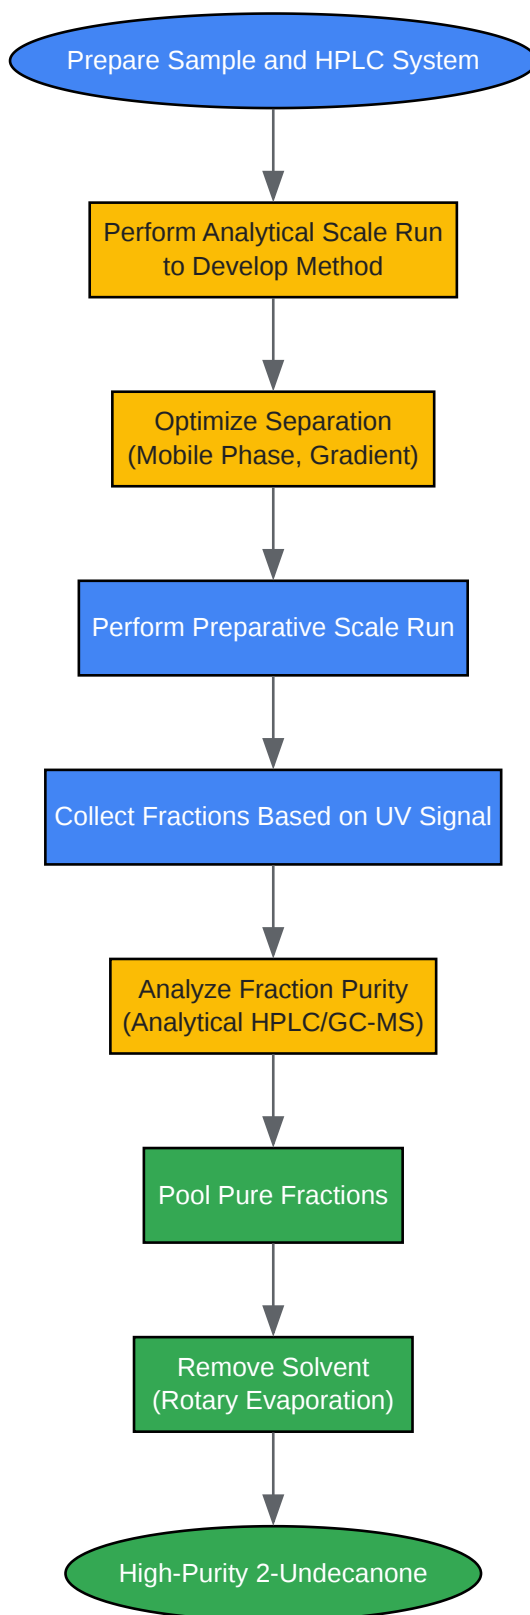 Prepare Sample and HPLC System
Perform Analytical Scale Run
to Develop Method
Optimize Separation
(Mobile Phase, Gradient)
Perform Preparative Scale Run
Collect Fractions Based on UV Signal
Analyze Fraction Purity
(Analytical HPLC/GC-MS)
Pool Pure Fractions
Remove Solvent
(Rotary Evaporation)
High-Purity 2-Undecanone